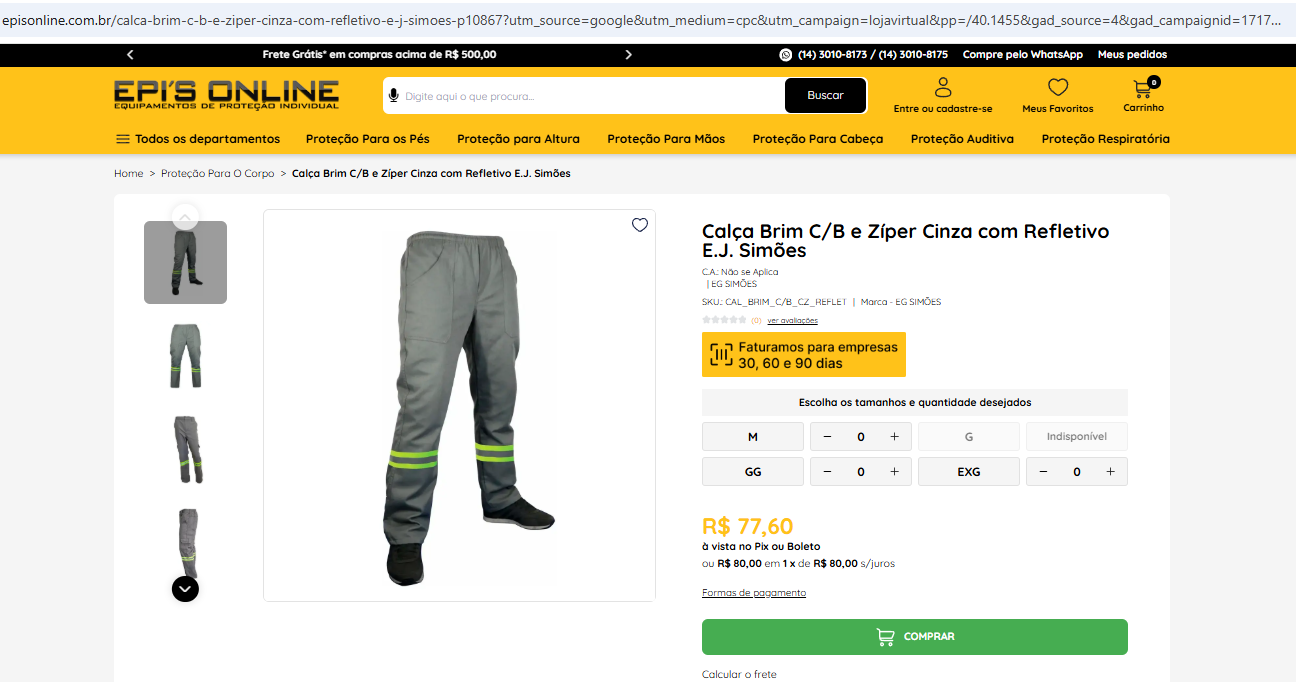 episonline.com.br/calca-brim-c-b-e-ziper-cinza-com-refletivo-e-j-simoes-p10867?utm_source=google&utm_medium=cpc&utm_campaign=lojavirtual&pp=/40.1455&gad_source=4&gad_campaignid=1717...
Frete Grátis* em compras acima de R$ 500,00
(14) 3010-8173 / (14) 3010-8175 Compre pelo WhatsApp Meus pedidos
EPI'S ONLINE
EQUIPAMENTOS DE PROTEÇÃO INDIVIDUAL
Digite aqui o que procura...
Buscar
Entre ou cadastre-se
Meus Favoritos
0
Carrinho
Todos os departamentos Proteção Para os Pés Proteção para Altura Proteção Para Mãos Proteção Para Cabeça Proteção Auditiva Proteção Respiratória
Home > Proteção Para O Corpo > Calça Brim C/B e Zíper Cinza com Refletivo E.J. Simões
Calça Brim C/B e Zíper Cinza com Refletivo
E.J. Simões
C.A.: Não se Aplica
| EG SIMÕES
SKU.: CAL_BRIM_C/B_CZ_REFLET | Marca - EG SIMÕES
(0) ver avaliações
Faturamos para empresas
30, 60 e 90 dias
Escolha os tamanhos e quantidade desejados
M − 0 + G Indisponível
GG − 0 + EXG − 0 +
R$ 77,60
à vista no Pix ou Boleto
ou R$ 80,00 em 1 x de R$ 80,00 s/juros
Formas de pagamento
COMPRAR
Calcular o frete